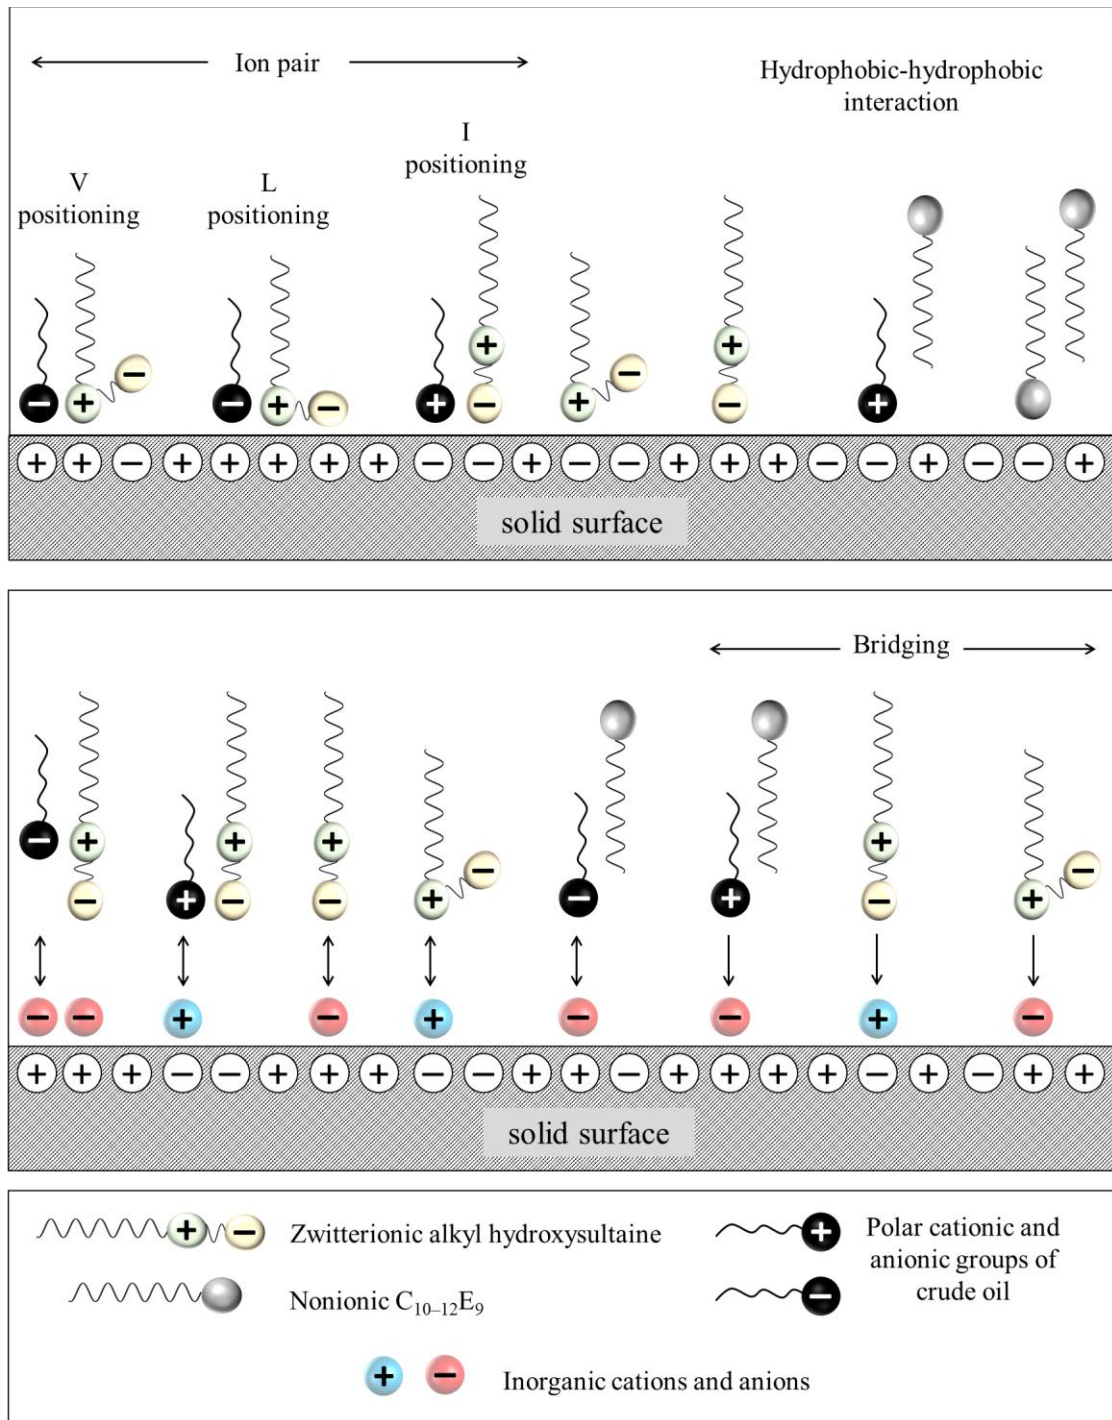 Ion pair
Hydrophobic-hydrophobic
interaction
I
positioning
V
positioning
L
positioning
− + −
− + −
+ + −
+ −
+ −
+
+ + − + + + + + − − + − − + + + − − + − − +
solid surface
Bridging
− + −
+ + −
+ −
+ −
−
+
+ −
+ −
− − + − + − − + −
+ + + − − + + + − − + + − + + + + − + − + +
solid surface
+ − Zwitterionic alkyl hydroxysultaine
Nonionic C₁₀₋₁₂E₉
+ Polar cationic and
anionic groups of
− crude oil
+ − Inorganic cations and anions